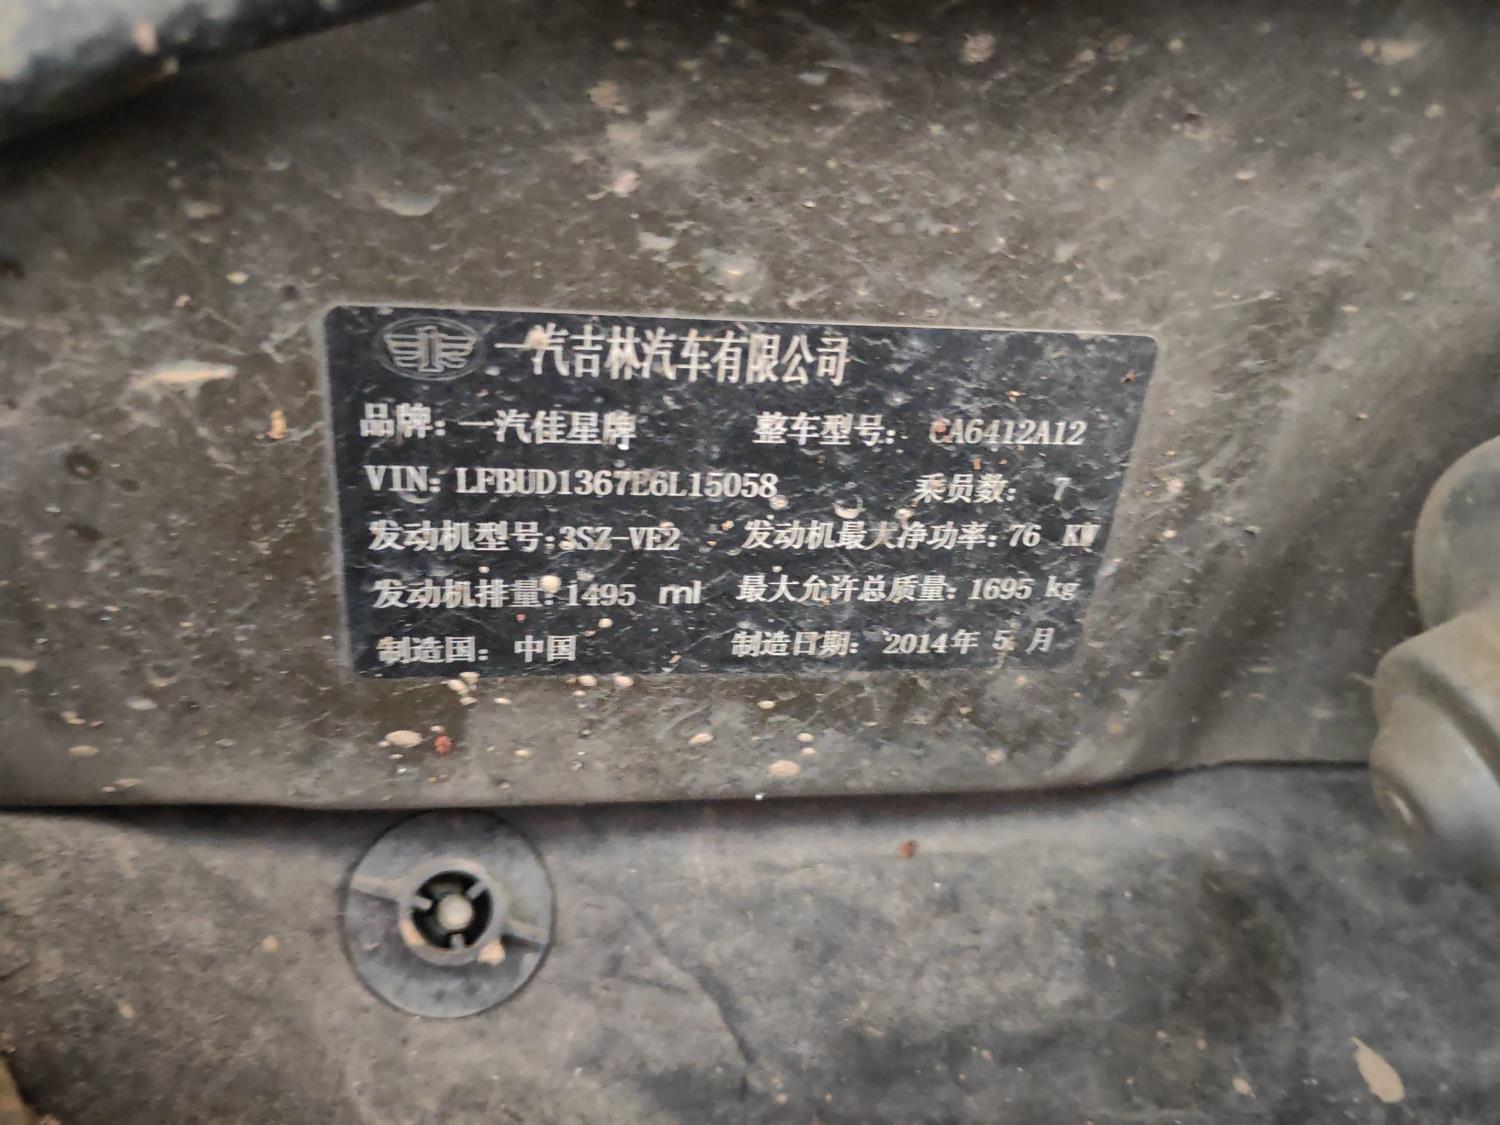 一汽吉林汽车有限公司
品牌: 一汽佳星牌 整车型号: CA6412A12
VIN: LFBUD1367E6L15058 乘员数: 7
发动机型号: 3SZ-VE2 发动机最大净功率: 76 KW
发动机排量: 1495 ml 最大允许总质量: 1695 kg
制造国: 中国 制造日期: 2014年 5 月